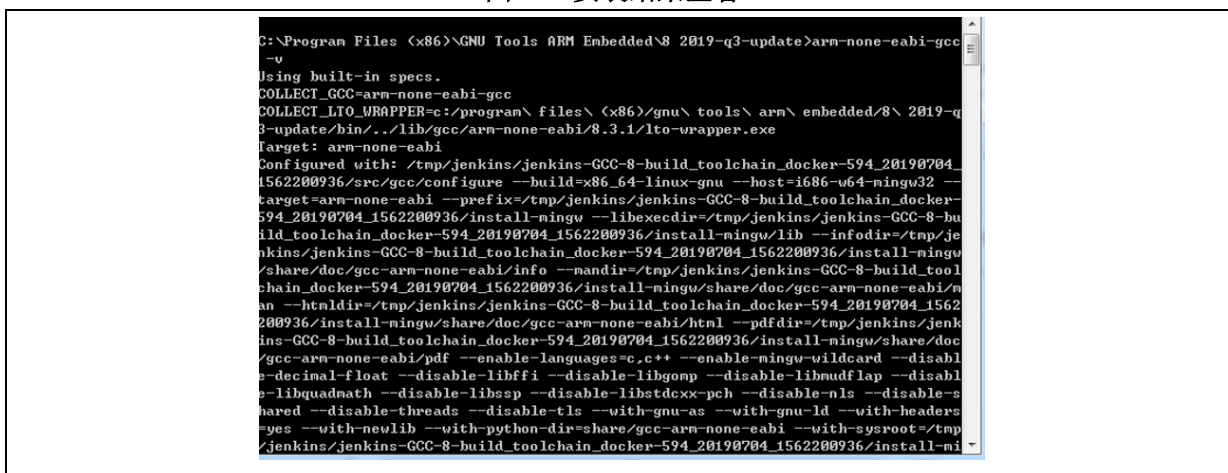 C:\Program Files (x86)\GNU Tools ARM Embedded\8 2019-q3-update>arm-none-eabi-gcc
 -v
Using built-in specs.
COLLECT_GCC=arm-none-eabi-gcc
COLLECT_LTO_WRAPPER=c:/program\ files\ (x86)/gnu\ tools\ arm\ embedded/8\ 2019-q
3-update/bin/../lib/gcc/arm-none-eabi/8.3.1/lto-wrapper.exe
Target: arm-none-eabi
Configured with: /tmp/jenkins/jenkins-GCC-8-build_toolchain_docker-594_20190704_
1562200936/src/gcc/configure --build=x86_64-linux-gnu --host=i686-w64-mingw32 --
target=arm-none-eabi --prefix=/tmp/jenkins/jenkins-GCC-8-build_toolchain_docker-
594_20190704_1562200936/install-mingw --libexecdir=/tmp/jenkins/jenkins-GCC-8-bu
ild_toolchain_docker-594_20190704_1562200936/install-mingw/lib --infodir=/tmp/je
nkins/jenkins-GCC-8-build_toolchain_docker-594_20190704_1562200936/install-mingw
/share/doc/gcc-arm-none-eabi/info --mandir=/tmp/jenkins/jenkins-GCC-8-build_tool
chain_docker-594_20190704_1562200936/install-mingw/share/doc/gcc-arm-none-eabi/m
an --htmldir=/tmp/jenkins/jenkins-GCC-8-build_toolchain_docker-594_20190704_1562
200936/install-mingw/share/doc/gcc-arm-none-eabi/html --pdfdir=/tmp/jenkins/jenk
ins-GCC-8-build_toolchain_docker-594_20190704_1562200936/install-mingw/share/doc
/gcc-arm-none-eabi/pdf --enable-languages=c,c++ --enable-mingw-wildcard --disabl
e-decimal-float --disable-libffi --disable-libgomp --disable-libmudflap --disabl
e-libquadmath --disable-libssp --disable-libstdcxx-pch --disable-nls --disable-s
hared --disable-threads --disable-tls --with-gnu-as --with-gnu-ld --with-headers
=yes --with-newlib --with-python-dir=share/gcc-arm-none-eabi --with-sysroot=/tmp
/jenkins/jenkins-GCC-8-build_toolchain_docker-594_20190704_1562200936/install-mi